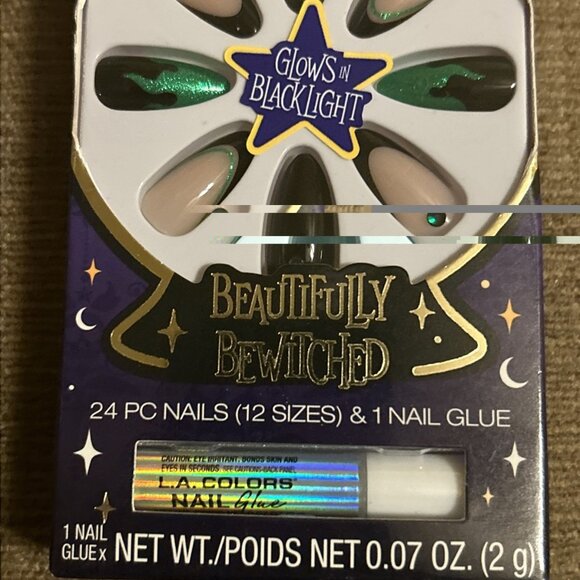 GLOWS IN
BLACKLIGHT
BEAUTIFULLY
BEWITCHED
24 PC NAILS (12 SIZES) & 1 NAIL GLUE
CAUTION: EYE IRRITANT. BONDS SKIN AND
EYES IN SECONDS. SEE CAUTIONS-BACK PANEL
L.A. COLORS
NAIL Glue
1 NAIL
GLUE x
NET WT./POIDS NET 0.07 OZ. (2 g)